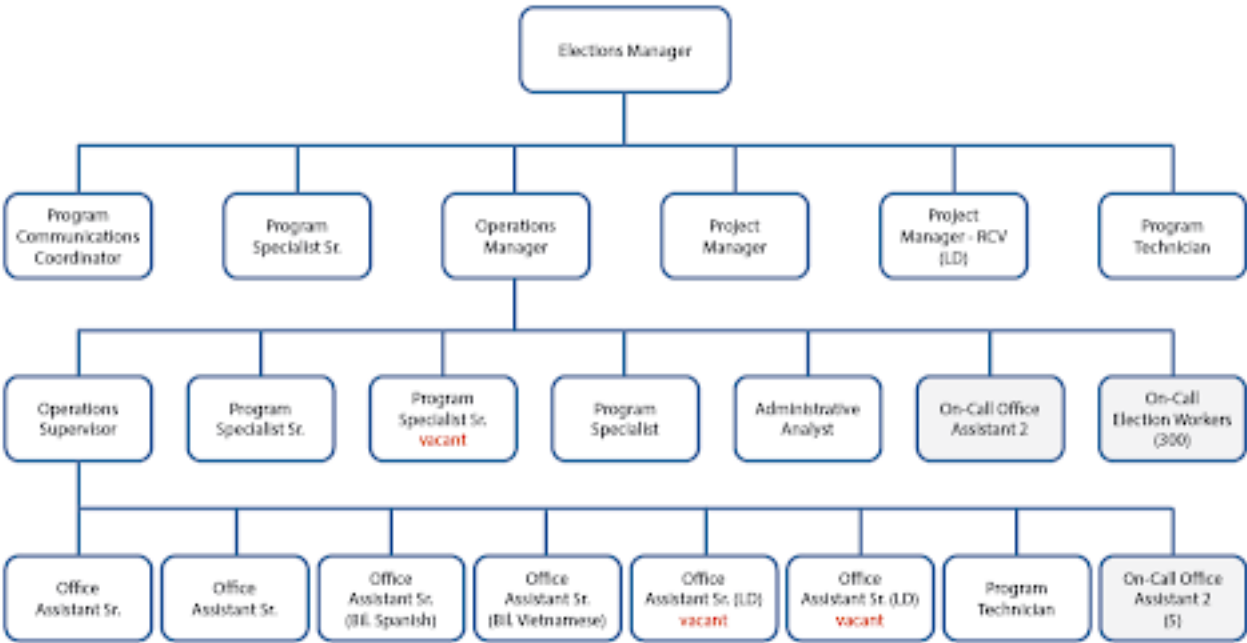 Elections Manager
Program
Communications
Coordinator
Program
Specialist Sr.
Operations
Manager
Project
Manager
Project
Manager - RCV
(LD)
Program
Technician
Operations
Supervisor
Program
Specialist Sr.
Program
Specialist Sr.
vacant
Program
Specialist
Administrative
Analyst
On-Call Office
Assistant 2
On-Call
Election Workers
(300)
Office
Assistant Sr.
Office
Assistant Sr.
Office
Assistant Sr.
(Bil. Spanish)
Office
Assistant Sr.
(Bil. Vietnamese)
Office
Assistant Sr. (LD)
vacant
Office
Assistant Sr. (LD)
vacant
Program
Technician
On-Call Office
Assistant 2
(5)